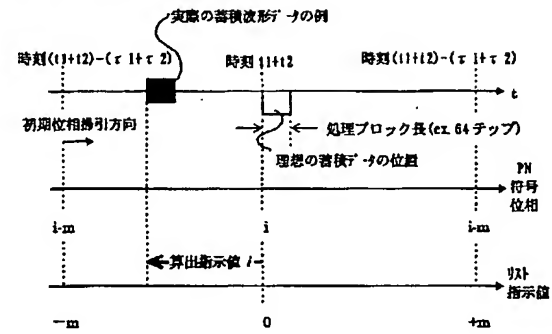 実際の蓄積波形データの例
時刻(t1+t2)-(τ1+τ2)
時刻t1+t2
時刻(t1+t2)-(τ1+τ2)
t
初期位相掃引方向
処理ブロック長(ex.64チップ)
理想の蓄積データの位置
PN
符号
位相
i-m
i
i-m
算出指示値 i
リスト
指示値
-m
0
+m